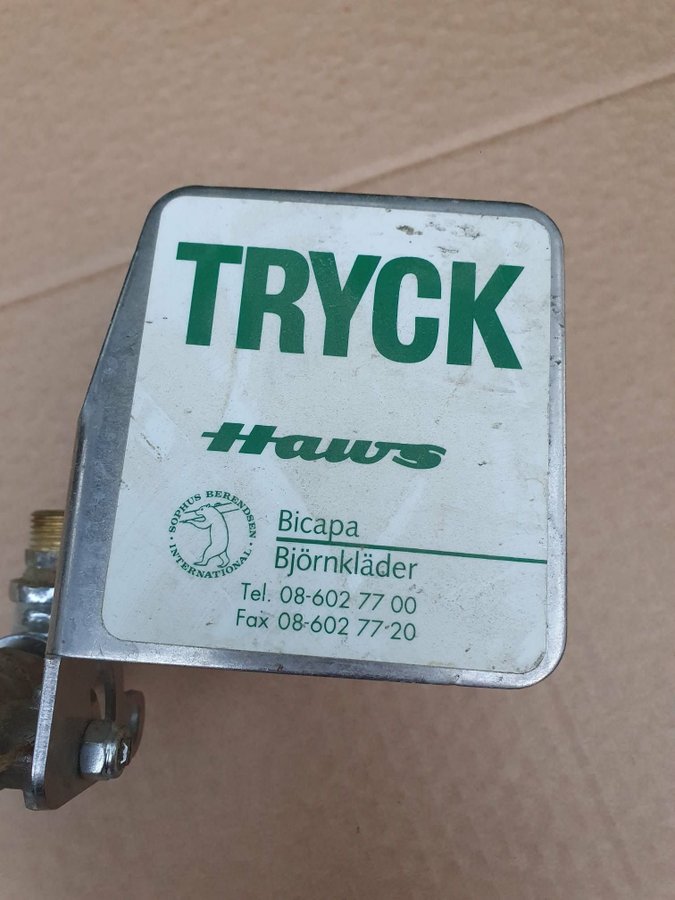 TRYCK
Haws
· SOPHUS BERENDSEN · INTERNATIONAL
Bicapa
Björnkläder
Tel. 08-602 77 00
Fax 08-602 77-20